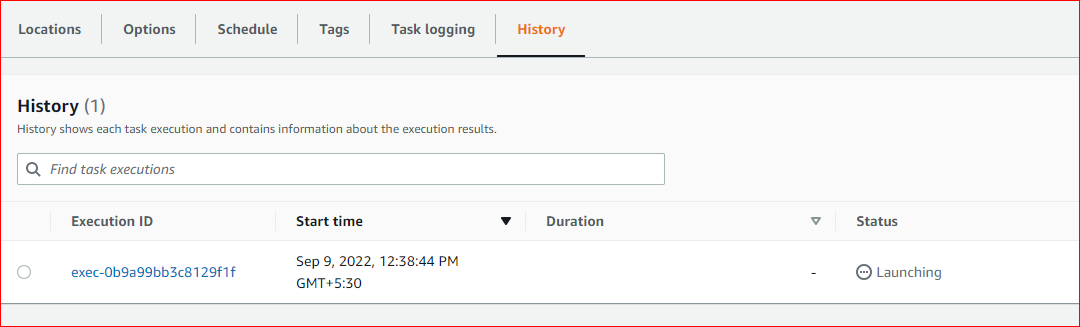 Locations Options Schedule Tags Task logging History
History (1)
History shows each task execution and contains information about the execution results.
Find task executions
Execution ID Start time Duration Status
exec-0b9a99bb3c8129f1f Sep 9, 2022, 12:38:44 PM - Launching
GMT+5:30